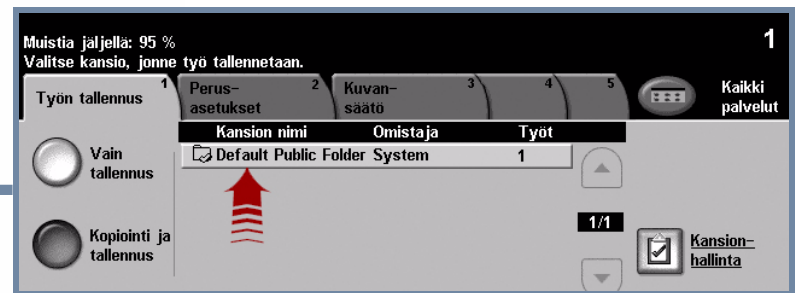 1
Muistia jäljellä: 95 %
Valitse kansio, jonne työ tallennetaan.
Työn tallennus 1
Perus-
asetukset 2
Kuvan-
säätö 3
4
5
Kaikki
palvelut
Kansion nimi Omistaja Työt
Default Public Folder System 1
Vain
tallennus
Kopiointi ja
tallennus
1/1
Kansion-
hallinta